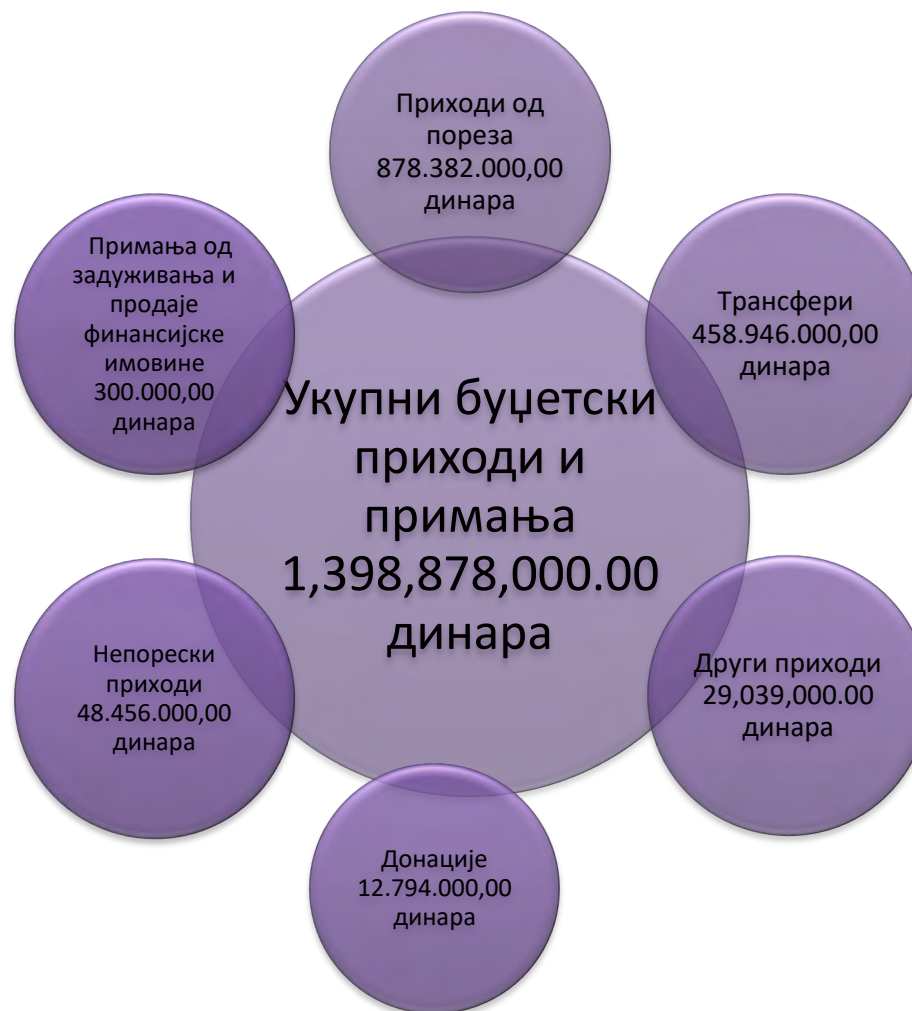 Приходи од
пореза
878.382.000,00
динара
Трансфери
458.946.000,00
динара
Други приходи
29,039,000.00
динара
Донације
12.794.000,00
динара
Непорески
приходи
48.456.000,00
динара
Примања од
задуживања и
продаје
финансијске
имовине
300.000,00
динара
Укупни буџетски
приходи и
примања
1,398,878,000.00
динара